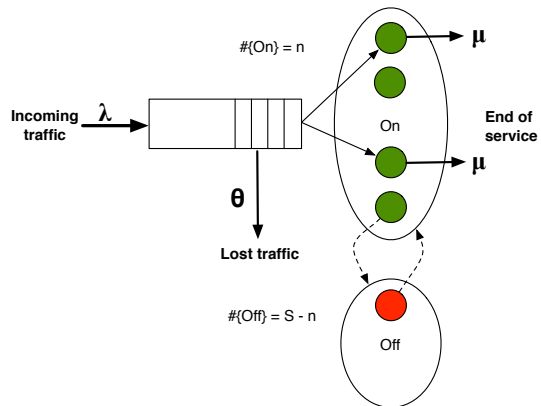 #{On} = n
μ
λ
Incoming
traffic
On
End of
service
μ
θ
Lost traffic
#{Off} = S - n
Off